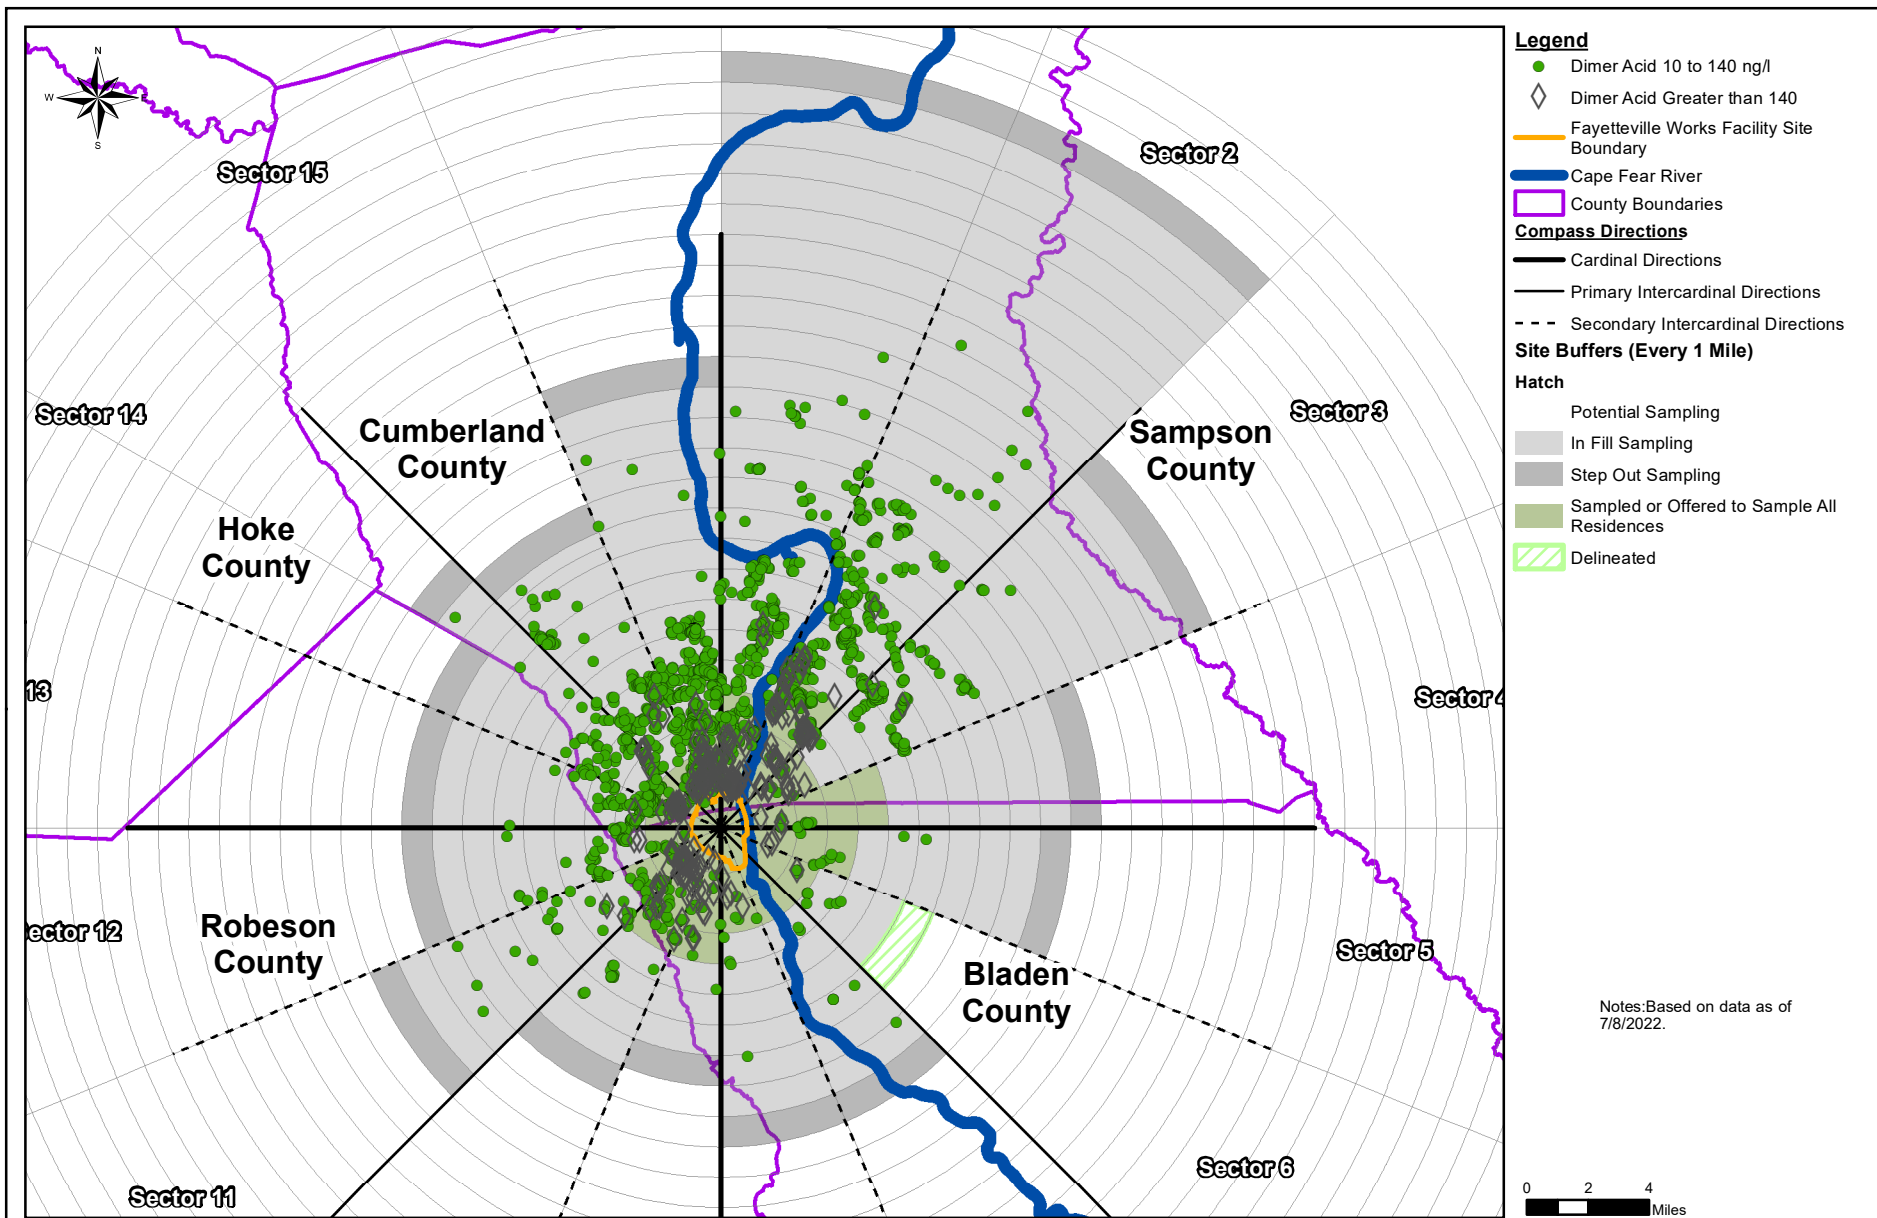 N
W
E
S
Sector 15
Sector 2
Sector 14
Sector 3
Cumberland
County
Sampson
County
Hoke
County
13
Sector 4
Robeson
County
ector 12
Sector 5
Bladen
County
Sector 11
Sector 6
Legend
Dimer Acid 10 to 140 ng/l
Dimer Acid Greater than 140
Fayetteville Works Facility Site
Boundary
Cape Fear River
County Boundaries
Compass Directions
Cardinal Directions
Primary Intercardinal Directions
Secondary Intercardinal Directions
Site Buffers (Every 1 Mile)
Hatch
Potential Sampling
In Fill Sampling
Step Out Sampling
Sampled or Offered to Sample All
Residences
Delineated
Notes:Based on data as of
7/8/2022.
0 2 4
Miles